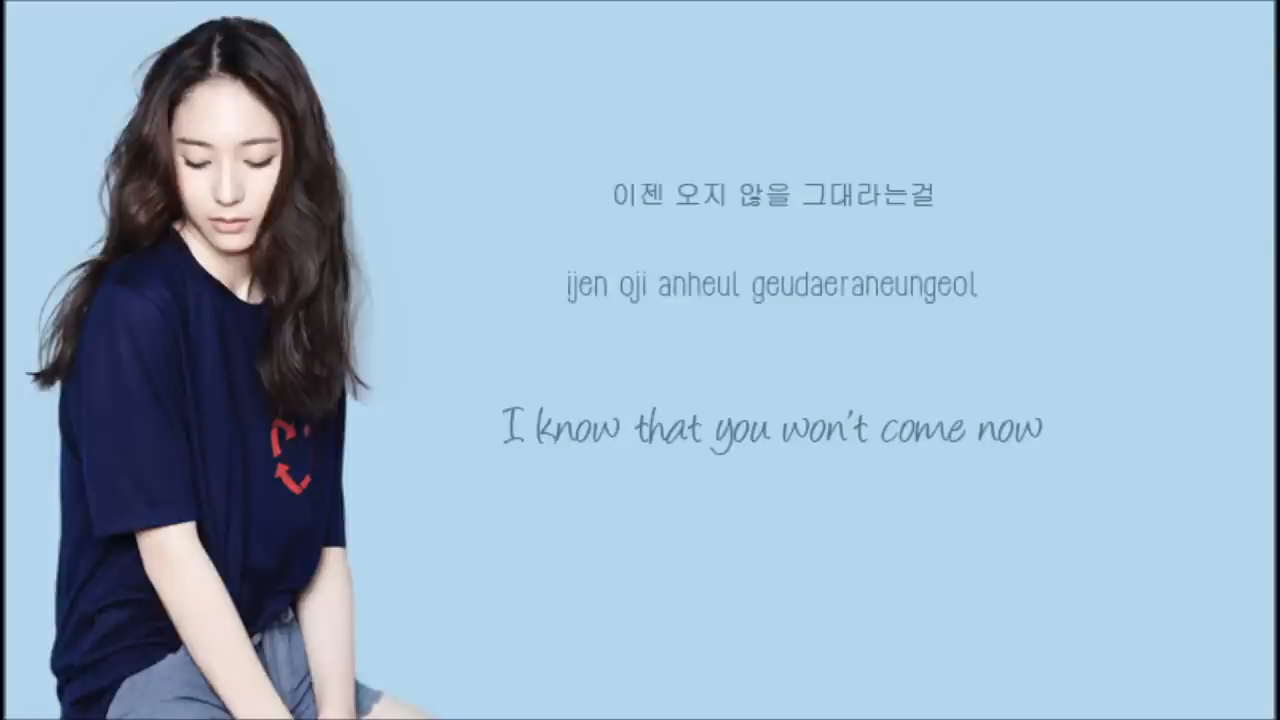 이젠 오지 않을 그대라는걸
ijen oji anheul geudaeraneungeol
I know that you won't come now